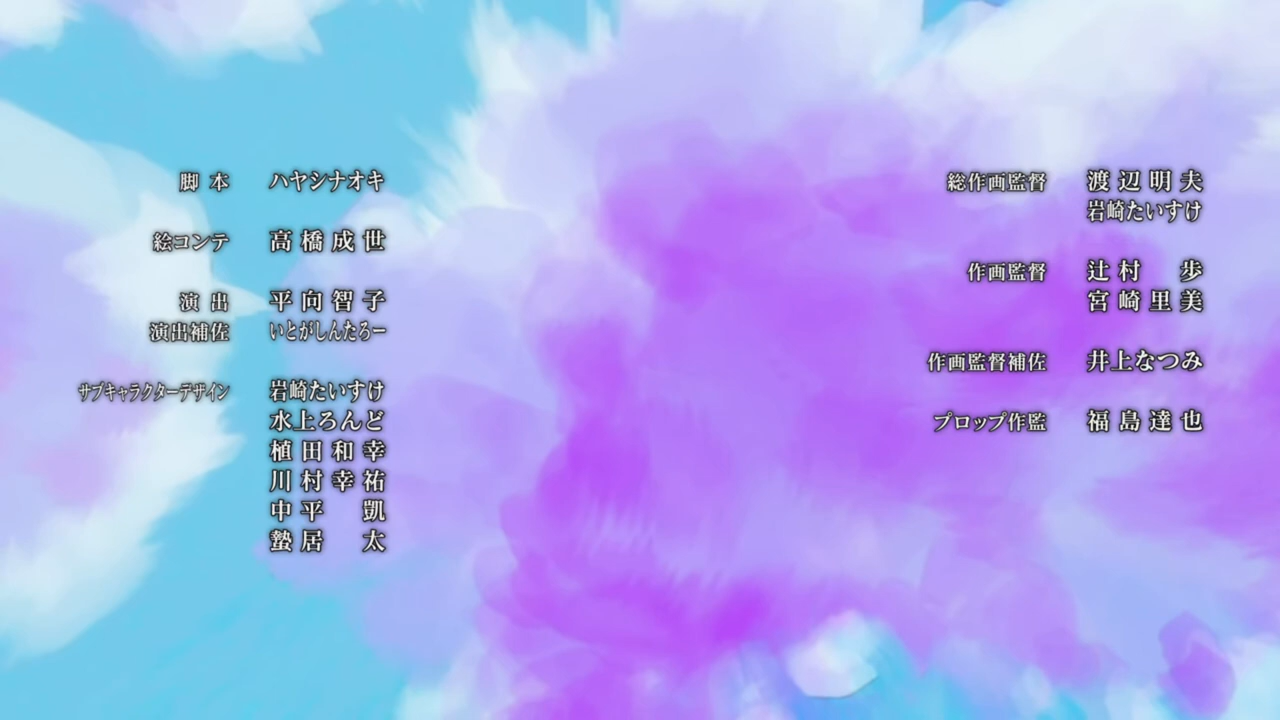 脚本 ハヤシナオキ
絵コンテ 高橋成世
演出 平向智子
演出補佐 いとがしんたろー
サブキャラクターデザイン 岩崎たいすけ
水上ろんど
植田和幸
川村幸祐
中平 凱
蟄居 太
総作画監督 渡辺明夫
岩崎たいすけ
作画監督 辻村 歩
宮崎里美
作画監督補佐 井上なつみ
プロップ作監 福島達也